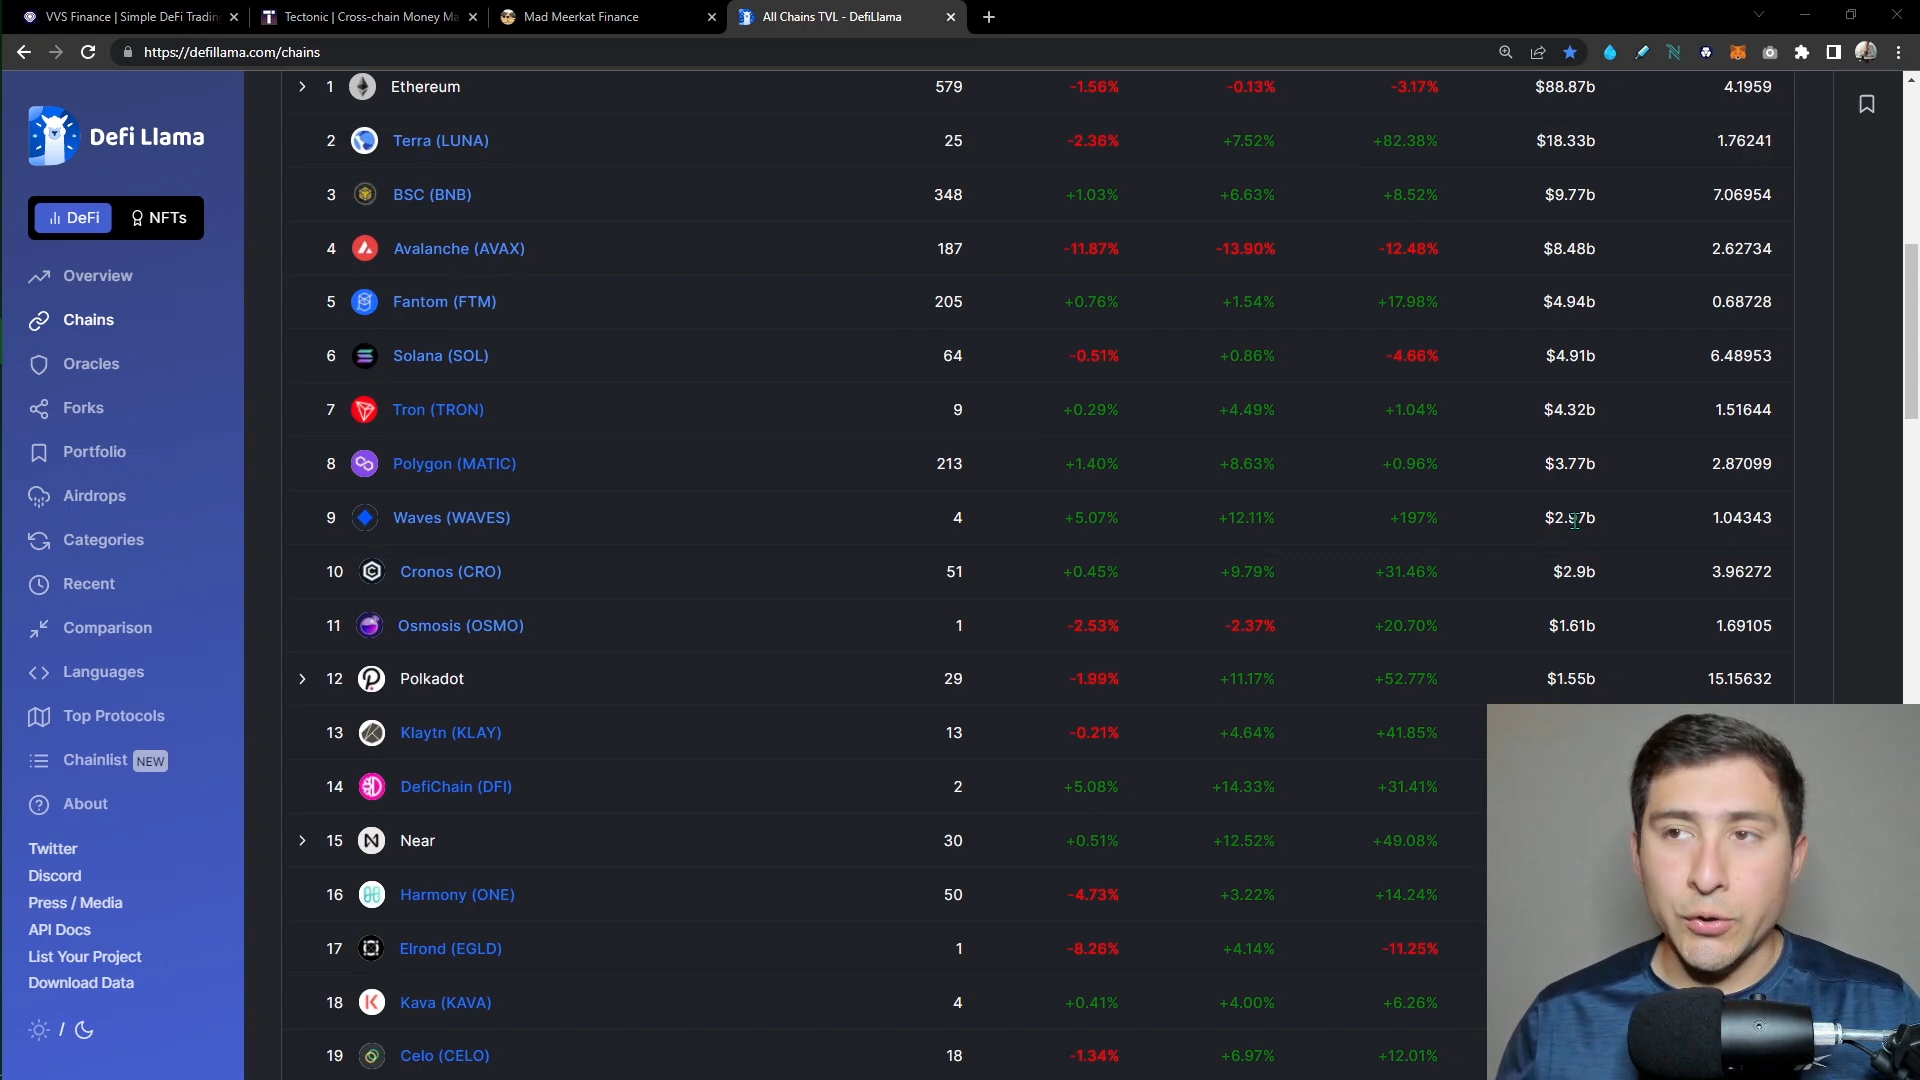 VVS Finance | Simple DeFi Tradin
Tectonic | Cross-chain Money Ma
Mad Meerkat Finance
All Chains TVL - DefiLlama
https://defillama.com/chains
Defi Llama
DeFi
NFTs
Overview
Chains
Oracles
Forks
Portfolio
Airdrops
Categories
Recent
Comparison
Languages
Top Protocols
Chainlist NEW
About
Twitter
Discord
Press / Media
API Docs
List Your Project
Download Data
/
1 Ethereum 579 -1.56% -0.13% -3.17% $88.87b 4.1959
2 Terra (LUNA) 25 -2.36% +7.52% +82.38% $18.33b 1.76241
3 BSC (BNB) 348 +1.03% +6.63% +8.52% $9.77b 7.06954
4 Avalanche (AVAX) 187 -11.87% -13.90% -12.48% $8.48b 2.62734
5 Fantom (FTM) 205 +0.76% +1.54% +17.98% $4.94b 0.68728
6 Solana (SOL) 64 -0.51% +0.86% -4.66% $4.91b 6.48953
7 Tron (TRON) 9 +0.29% +4.49% +1.04% $4.32b 1.51644
8 Polygon (MATIC) 213 +1.40% +8.63% +0.96% $3.77b 2.87099
9 Waves (WAVES) 4 +5.07% +12.11% +197% $2.97b 1.04343
10 Cronos (CRO) 51 +0.45% +9.79% +31.46% $2.9b 3.96272
11 Osmosis (OSMO) 1 -2.53% -2.37% +20.70% $1.61b 1.69105
12 Polkadot 29 -1.99% +11.17% +52.77% $1.55b 15.15632
13 Klaytn (KLAY) 13 -0.21% +4.64% +41.85%
14 DefiChain (DFI) 2 +5.08% +14.33% +31.41%
15 Near 30 +0.51% +12.52% +49.08%
16 Harmony (ONE) 50 -4.73% +3.22% +14.24%
17 Elrond (EGLD) 1 -8.26% +4.14% -11.25%
18 Kava (KAVA) 4 +0.41% +4.00% +6.26%
19 Celo (CELO) 18 -1.34% +6.97% +12.01%